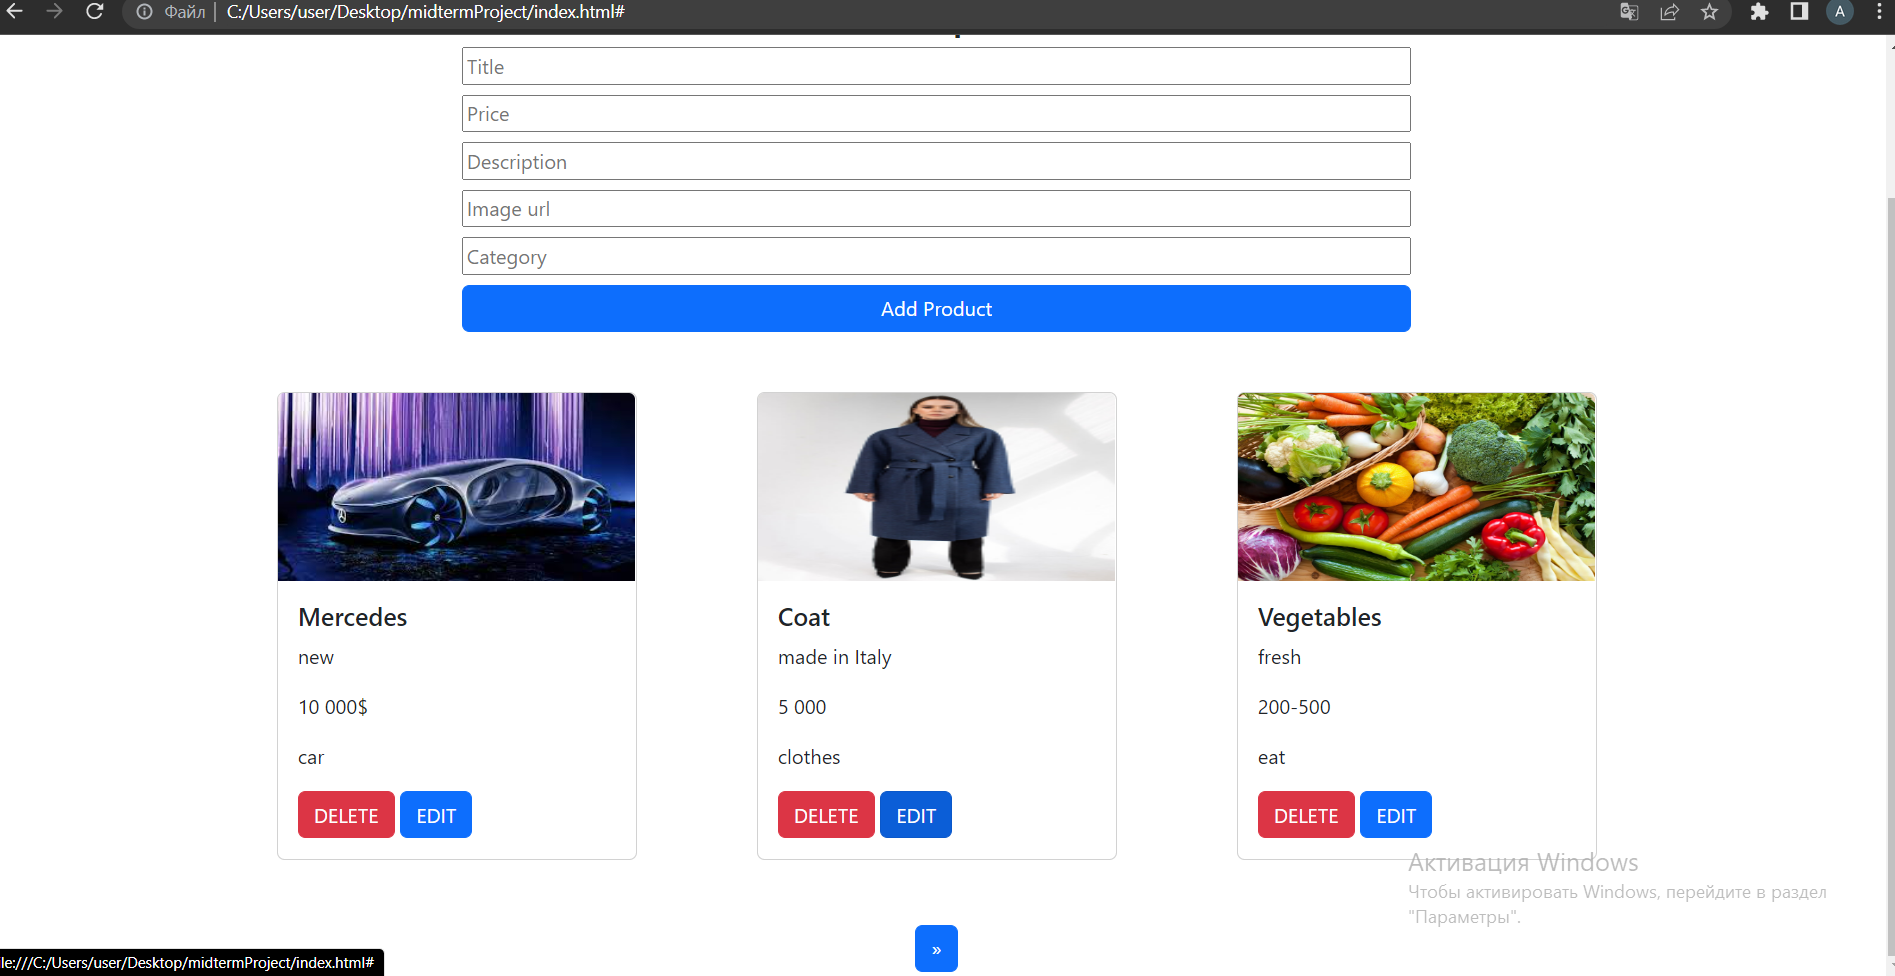 Файл
C:/Users/user/Desktop/midtermProject/index.html#
A
Title
Price
Description
Image url
Category
Add Product
Mercedes
new
10 000$
car
DELETE EDIT
Coat
made in Italy
5 000
clothes
DELETE EDIT
Vegetables
fresh
200-500
eat
DELETE EDIT
Активация Windows
Чтобы активировать Windows, перейдите в раздел
"Параметры".
»
le:///C:/Users/user/Desktop/midtermProject/index.html#